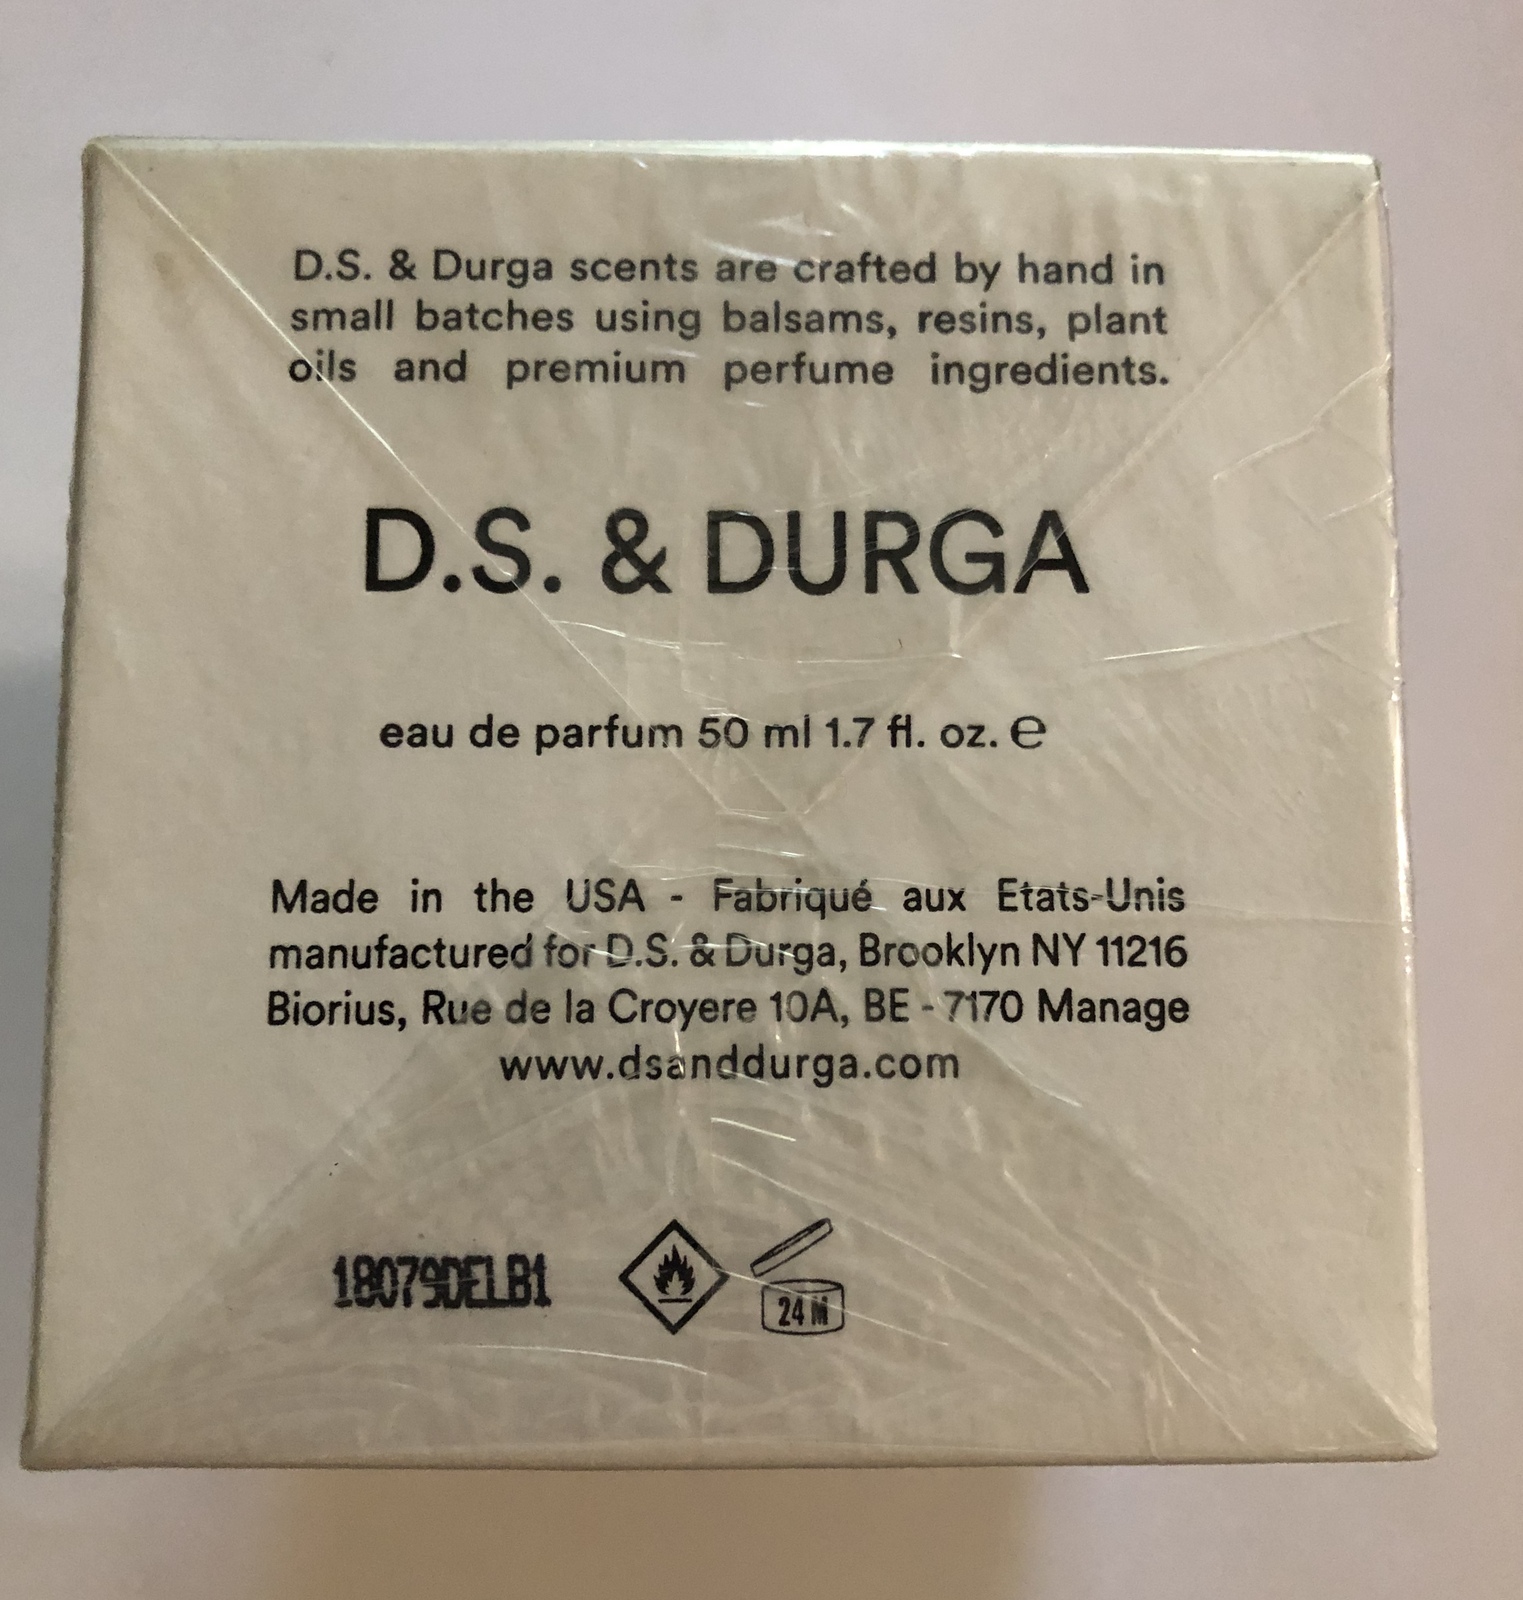 D.S. & Durga scents are crafted by hand in
small batches using balsams, resins, plant
oils and premium perfume ingredients.
D.S. & DURGA
eau de parfum 50 ml 1.7 fl. oz. ℮
Made in the USA - Fabriqué aux Etats-Unis
manufactured for D.S. & Durga, Brooklyn NY 11216
Biorius, Rue de la Croyere 10A, BE - 7170 Manage
www.dsanddurga.com
18079DELB1
24 M